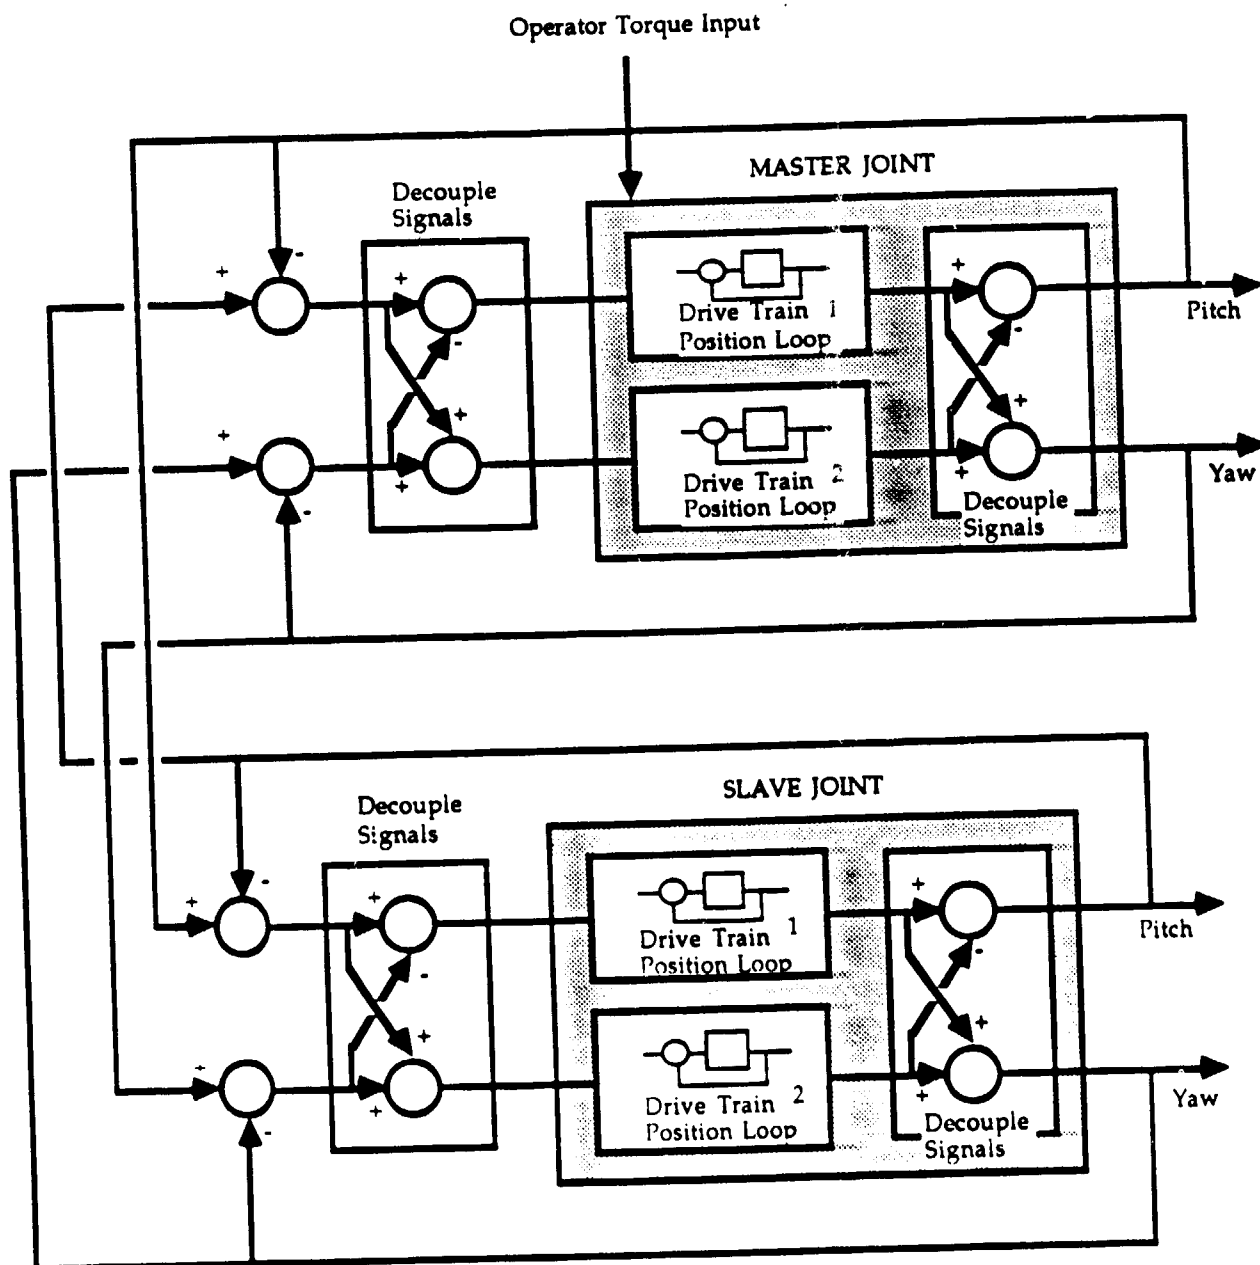 Operator Torque Input
MASTER JOINT
Decouple
Signals
+
-
+
+
Drive Train 1
Position Loop
-
-
Pitch
+
+
+
+
Drive Train 2
Position Loop
+
Yaw
-
Decouple
Signals
SLAVE JOINT
Decouple
Signals
-
+
+
+
Drive Train 1
Position Loop
-
-
Pitch
+
+
+
+
Drive Train 2
Position Loop
+
Yaw
-
Decouple
Signals